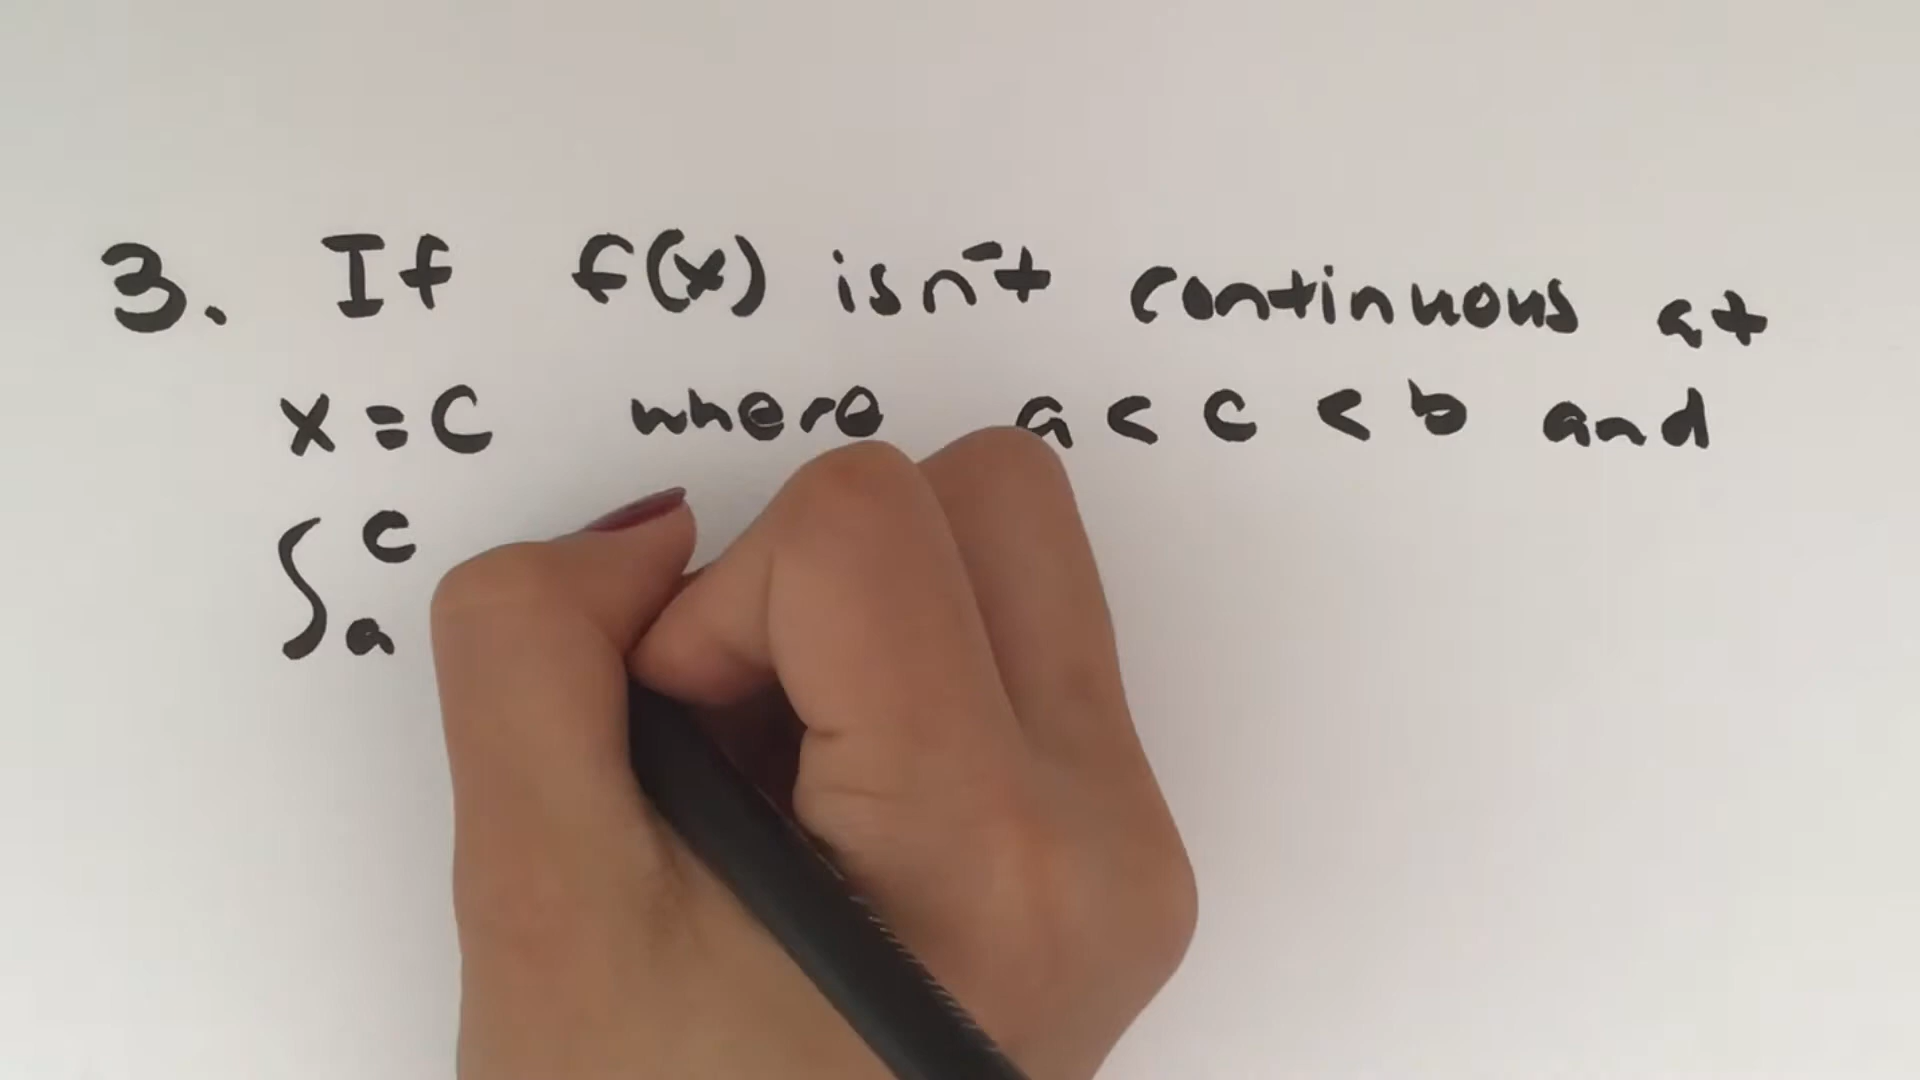 3. If f(x) isn't continuous at
x = c where a < c < b and
∫ₐᶜ